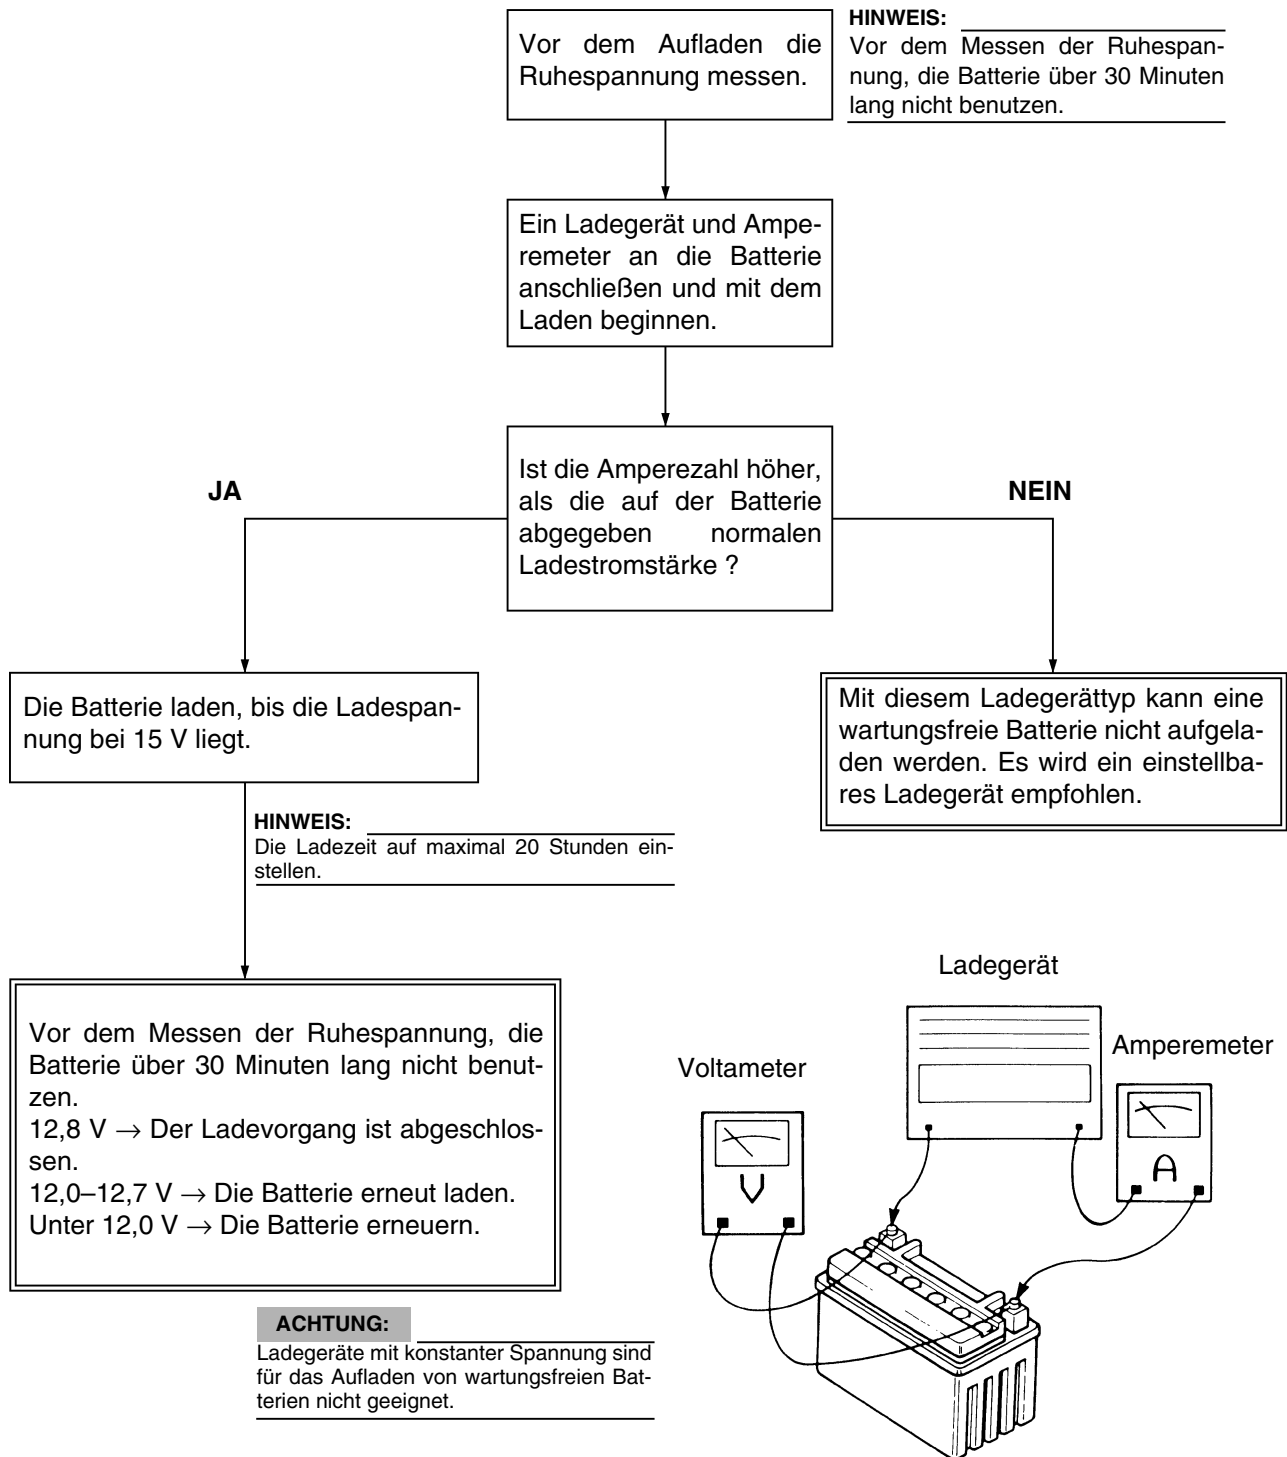 Vor dem Aufladen die
Ruhespannung messen.
HINWEIS:
Vor dem Messen der Ruhespan-
nung, die Batterie über 30 Minuten
lang nicht benutzen.
Ein Ladegerät und Ampe-
remeter an die Batterie
anschließen und mit dem
Laden beginnen.
Ist die Amperezahl höher,
als die auf der Batterie
abgegeben normalen
Ladestromstärke ?
JA
NEIN
Die Batterie laden, bis die Ladespan-
nung bei 15 V liegt.
Mit diesem Ladegerättyp kann eine
wartungsfreie Batterie nicht aufgela-
den werden. Es wird ein einstellba-
res Ladegerät empfohlen.
HINWEIS:
Die Ladezeit auf maximal 20 Stunden ein-
stellen.
Vor dem Messen der Ruhespannung, die
Batterie über 30 Minuten lang nicht benut-
zen.
12,8 V → Der Ladevorgang ist abgeschlos-
sen.
12,0–12,7 V → Die Batterie erneut laden.
Unter 12,0 V → Die Batterie erneuern.
ACHTUNG:
Ladegeräte mit konstanter Spannung sind
für das Aufladen von wartungsfreien Bat-
terien nicht geeignet.
Ladegerät
Voltameter
Amperemeter
V
A